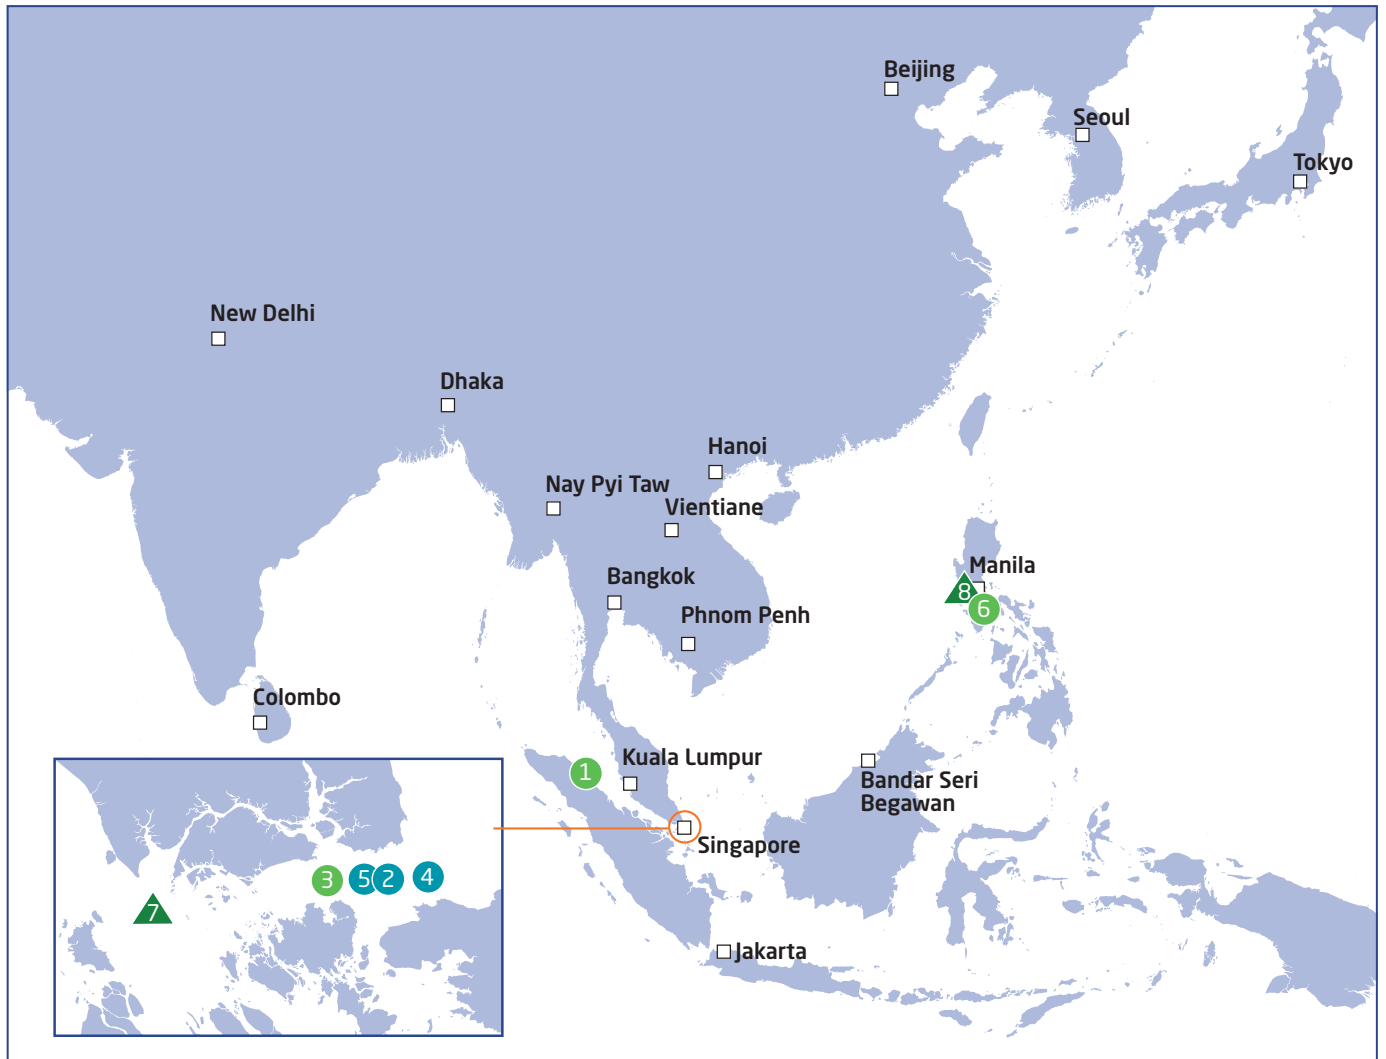 Beijing
Seoul
Tokyo
New Delhi
Dhaka
Hanoi
Nay Pyi Taw
Vientiane
Manila
8
6
Bangkok
Phnom Penh
Colombo
1
Kuala Lumpur
Bandar Seri
Begawan
Singapore
3
5
2
4
7
Jakarta